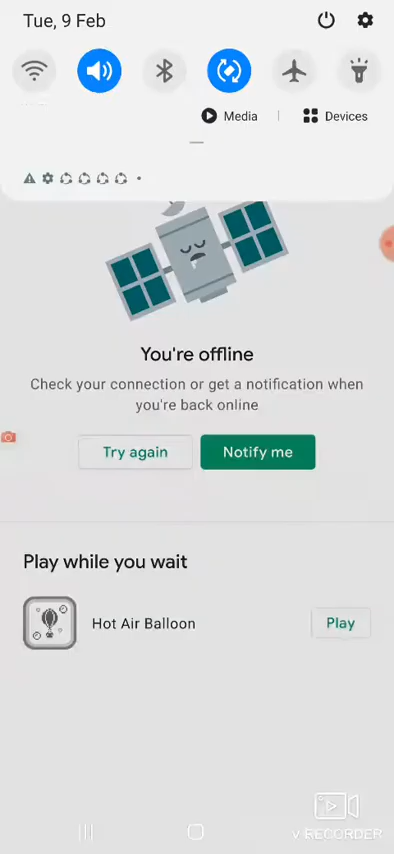 Tue, 9 Feb
Media
Devices
You're offline
Check your connection or get a notification when
you're back online
Try again
Notify me
Play while you wait
Hot Air Balloon
Play
V RECORDER